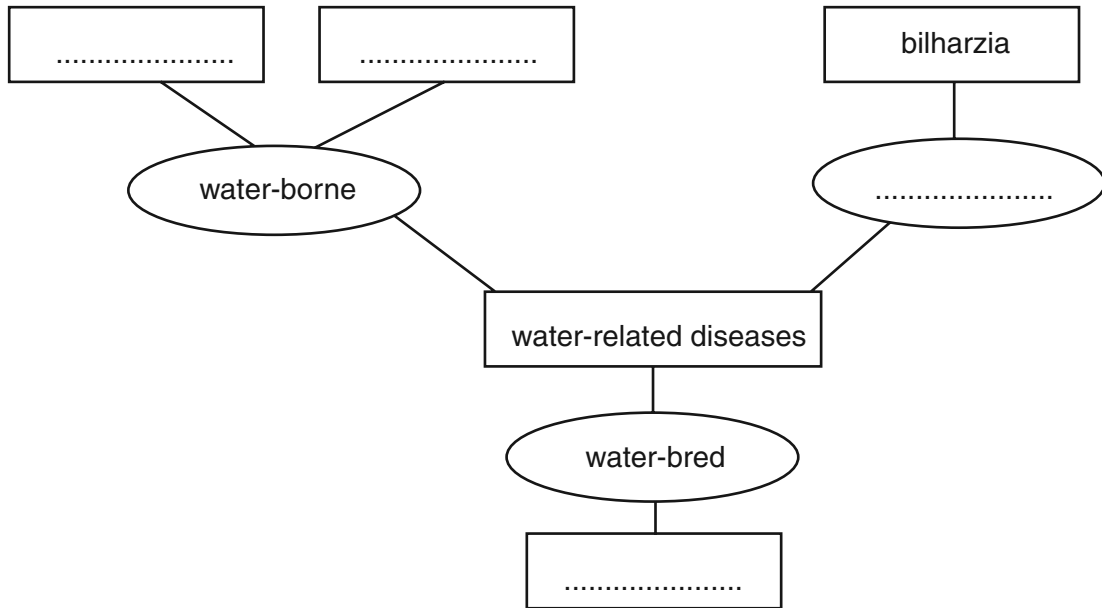 ...................... ...................... bilharzia
water-borne ......................
water-related diseases
water-bred
......................